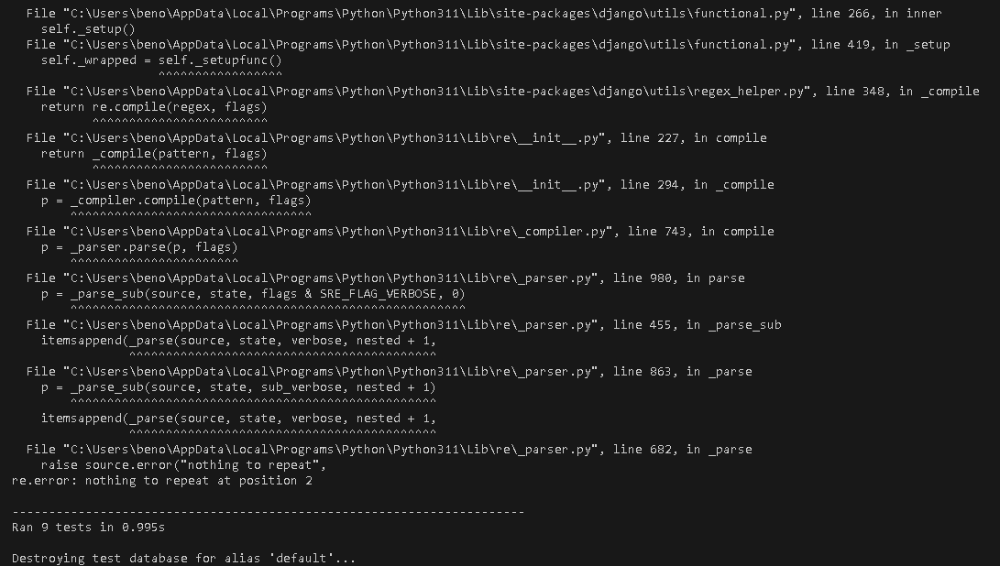 File "C:\Users\beno\AppData\Local\Programs\Python\Python311\Lib\site-packages\django\utils\functional.py", line 266, in inner
self._setup()
File "C:\Users\beno\AppData\Local\Programs\Python\Python311\Lib\site-packages\django\utils\functional.py", line 419, in _setup
self._wrapped = self._setupfunc()
^^^^^^^^^^^^^^^^^
File "C:\Users\beno\AppData\Local\Programs\Python\Python311\Lib\site-packages\django\utils\regex_helper.py", line 348, in _compile
return re.compile(regex, flags)
^^^^^^^^^^^^^^^^^^^^^^^^
File "C:\Users\beno\AppData\Local\Programs\Python\Python311\Lib\re\__init__.py", line 227, in compile
return _compile(pattern, flags)
^^^^^^^^^^^^^^^^^^^^^^^^
File "C:\Users\beno\AppData\Local\Programs\Python\Python311\Lib\re\__init__.py", line 294, in _compile
p = _compiler.compile(pattern, flags)
^^^^^^^^^^^^^^^^^^^^^^^^^^^^^^^^^
File "C:\Users\beno\AppData\Local\Programs\Python\Python311\Lib\re\_compiler.py", line 743, in compile
p = _parser.parse(p, flags)
^^^^^^^^^^^^^^^^^^^^^^^
File "C:\Users\beno\AppData\Local\Programs\Python\Python311\Lib\re\_parser.py", line 980, in parse
p = _parse_sub(source, state, flags & SRE_FLAG_VERBOSE, 0)
^^^^^^^^^^^^^^^^^^^^^^^^^^^^^^^^^^^^^^^^^^^^^^^^^^^^^^
File "C:\Users\beno\AppData\Local\Programs\Python\Python311\Lib\re\_parser.py", line 455, in _parse_sub
itemsappend(_parse(source, state, verbose, nested + 1,
^^^^^^^^^^^^^^^^^^^^^^^^^^^^^^^^^^^^^^^^^^
File "C:\Users\beno\AppData\Local\Programs\Python\Python311\Lib\re\_parser.py", line 863, in _parse
p = _parse_sub(source, state, sub_verbose, nested + 1)
^^^^^^^^^^^^^^^^^^^^^^^^^^^^^^^^^^^^^^^^^^^^^^^^^^
itemsappend(_parse(source, state, verbose, nested + 1,
^^^^^^^^^^^^^^^^^^^^^^^^^^^^^^^^^^^^^^^^^^
File "C:\Users\beno\AppData\Local\Programs\Python\Python311\Lib\re\_parser.py", line 682, in _parse
raise source.error("nothing to repeat",
re.error: nothing to repeat at position 2
----------------------------------------------------------------------
Ran 9 tests in 0.995s
Destroying test database for alias 'default'...